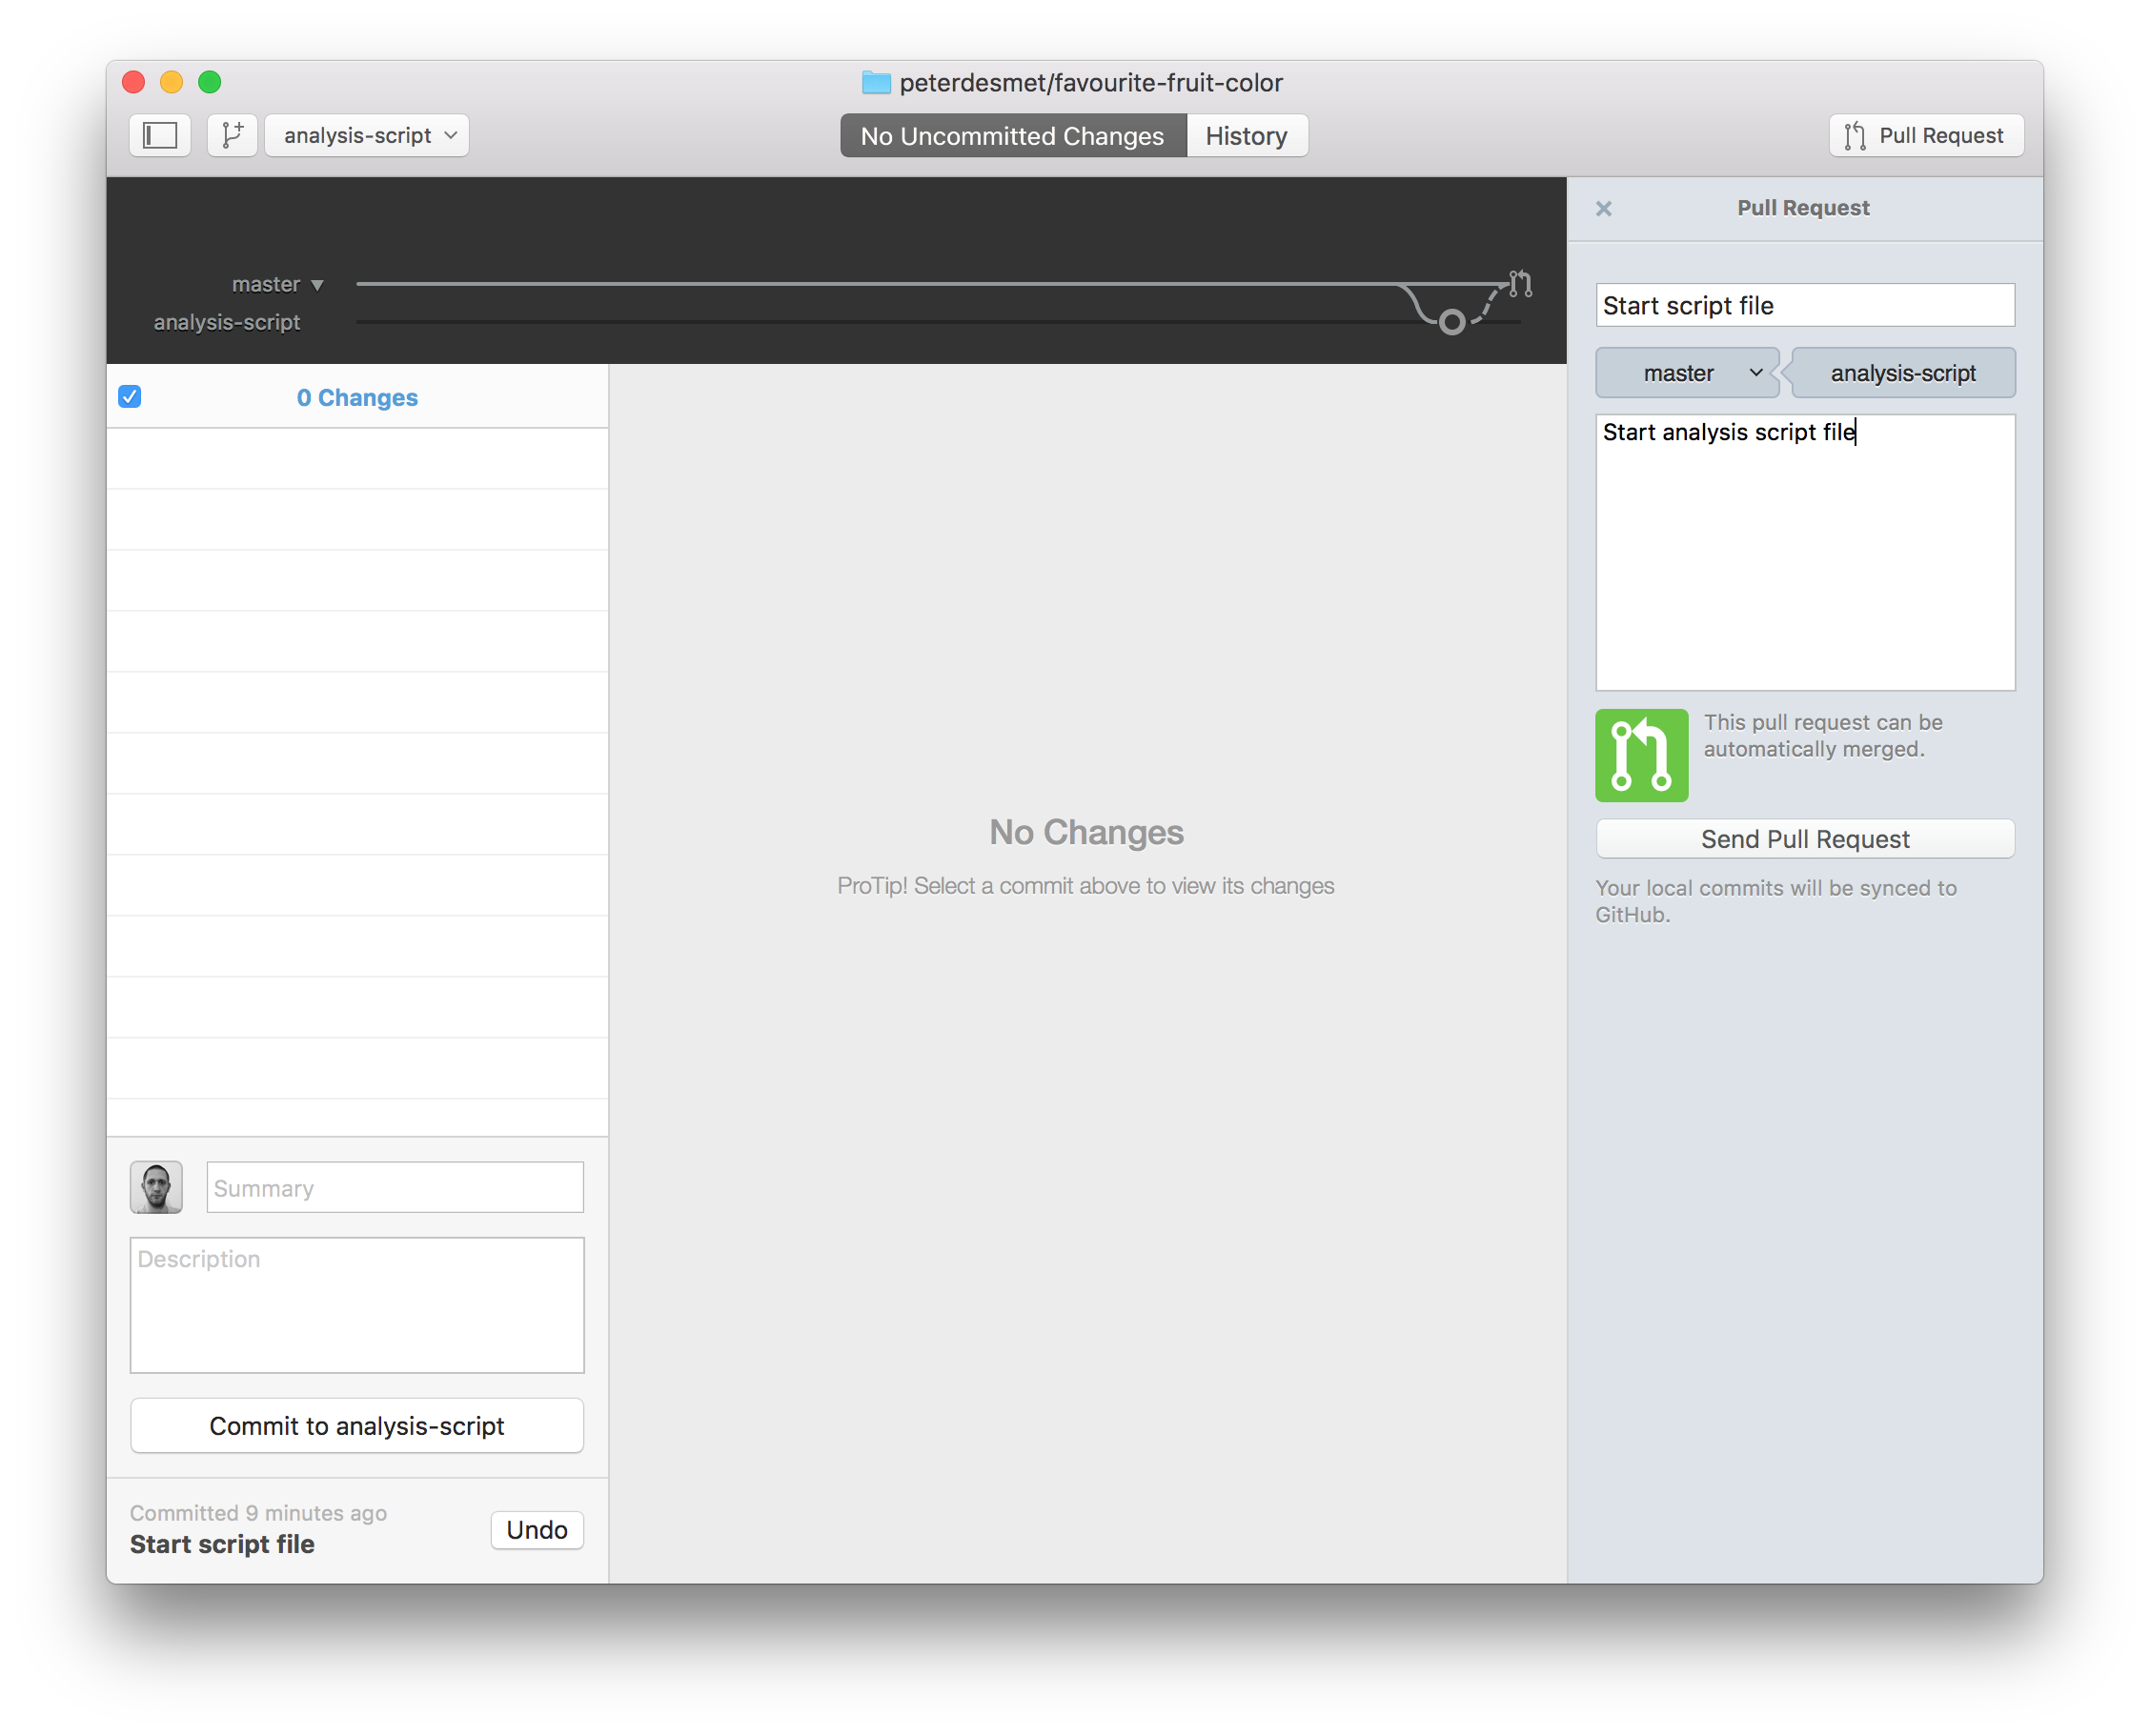 peterdesmet/favourite-fruit-color
analysis-script
No Uncommitted Changes
History
Pull Request
master
analysis-script
0 Changes
No Changes
ProTip! Select a commit above to view its changes
Summary
Description
Commit to analysis-script
Committed 9 minutes ago
Start script file
Undo
Pull Request
Start script file
master
analysis-script
Start analysis script file
This pull request can be
automatically merged.
Send Pull Request
Your local commits will be synced to
GitHub.